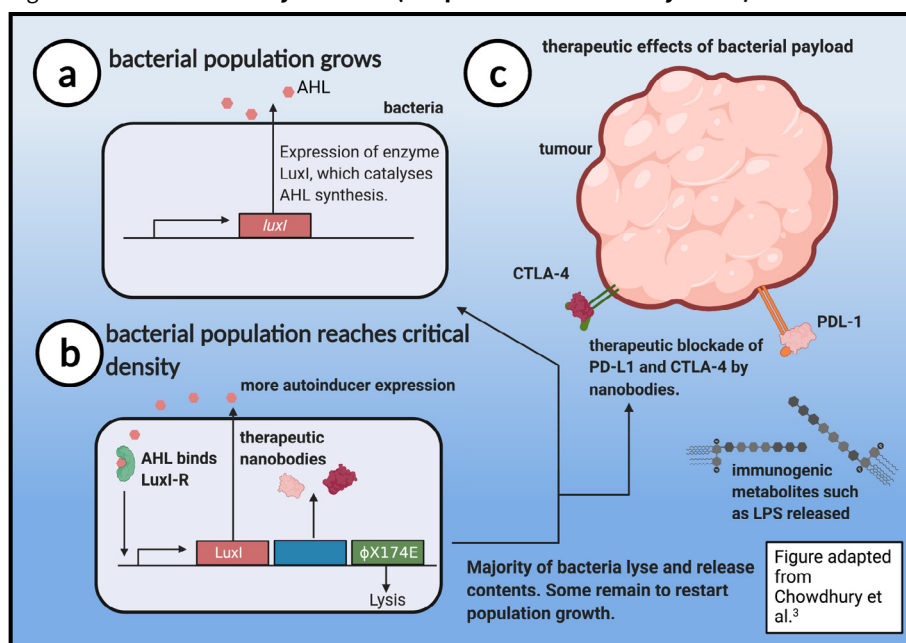 a
bacterial population grows
AHL
bacteria
Expression of enzyme
LuxI, which catalyses
AHL synthesis.
luxI
b
bacterial population reaches critical
density
more autoinducer expression
AHL binds
LuxI-R
therapeutic
nanobodies
LuxI
ϕX174E
Lysis
c
therapeutic effects of bacterial payload
tumour
CTLA-4
PDL-1
therapeutic blockade of
PD-L1 and CTLA-4 by
nanobodies.
immunogenic
metabolites such
as LPS released
Majority of bacteria lyse and release
contents. Some remain to restart
population growth.
Figure adapted
from
Chowdhury et
al.³